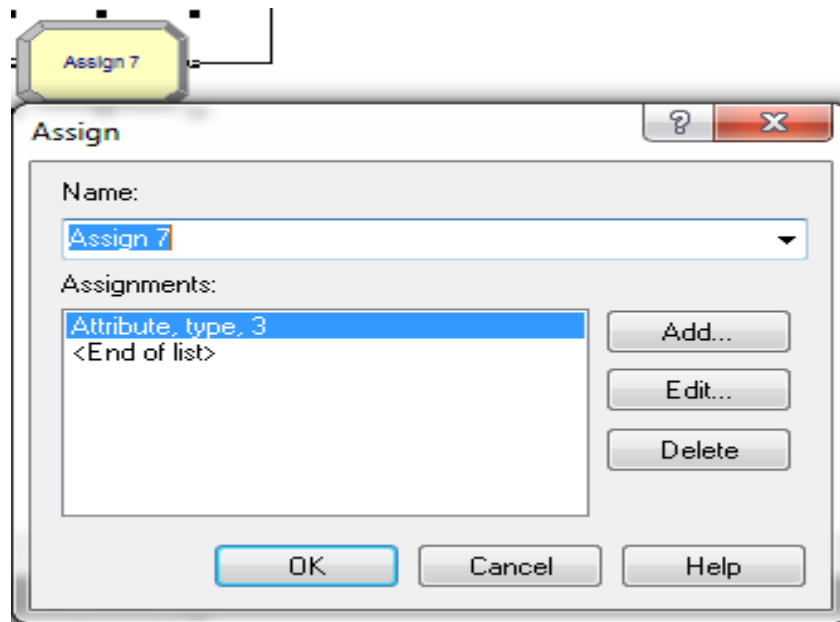 Assign 7
Assign
?
Name:
Assign 7
Assignments:
Attribute, type, 3
<End of list>
Add...
Edit...
Delete
OK
Cancel
Help